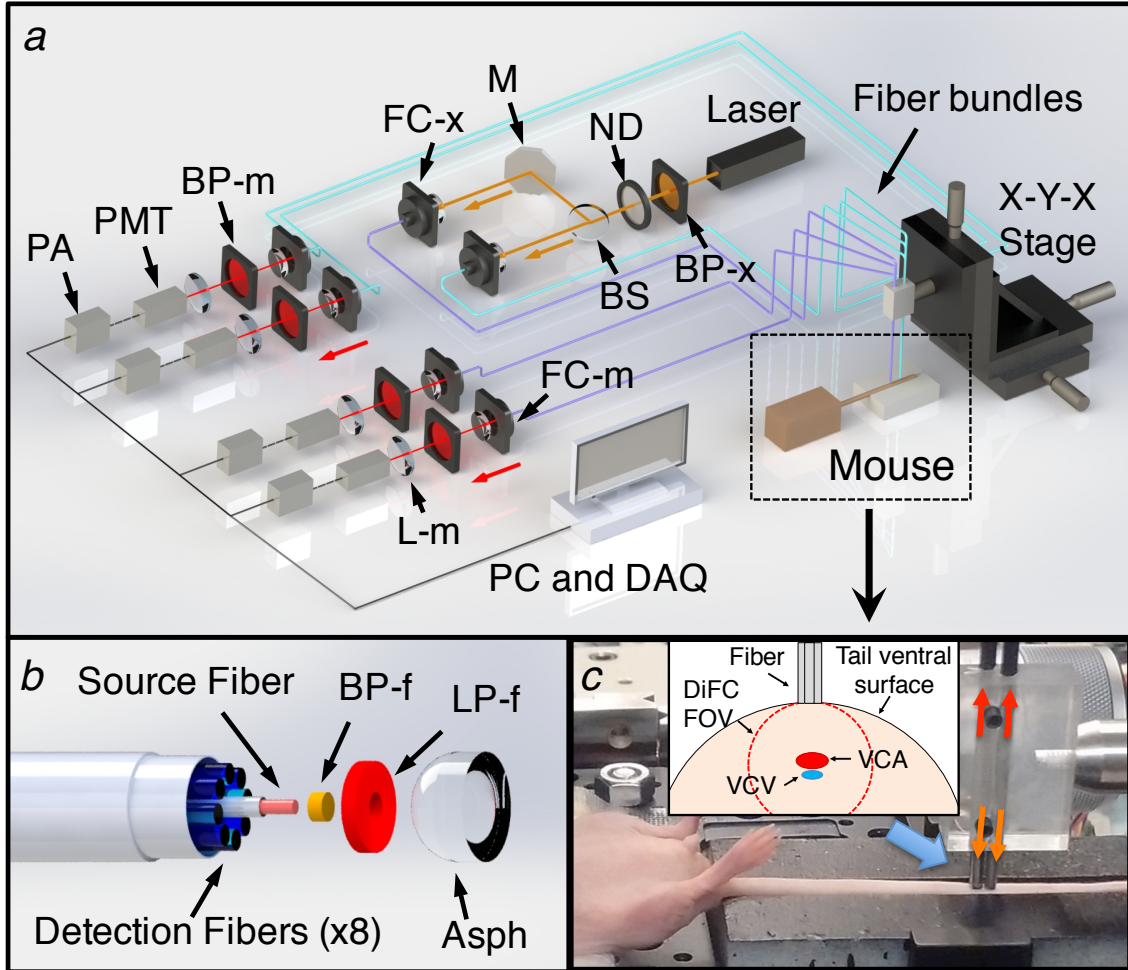 a
M
FC-x
ND
Laser
Fiber bundles
BP-m
PMT
PA
X-Y-X
Stage
BP-x
BS
FC-m
Mouse
L-m
PC and DAQ
b
Source Fiber
BP-f
LP-f
Detection Fibers (x8)
Asph
c
Fiber
Tail ventral
surface
DiFC
FOV
VCA
VCV